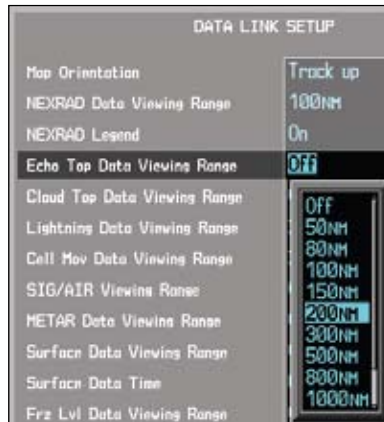 DATA LINK SETUP
Map Orientation Track up
NEXRAD Data Viewing Range 100NM
NEXRAD Legend On
Echo Top Data Viewing Range Off
Cloud Top Data Viewing Range
Lightning Data Viewing Range
Cell Mov Data Viewing Range
SIG/AIR Viewing Range
METAR Data Viewing Range
Surface Data Viewing Range
Surface Data Time
Frz Lvl Data Viewing Range
Off
50NM
80NM
100NM
150NM
200NM
300NM
500NM
800NM
1000NM